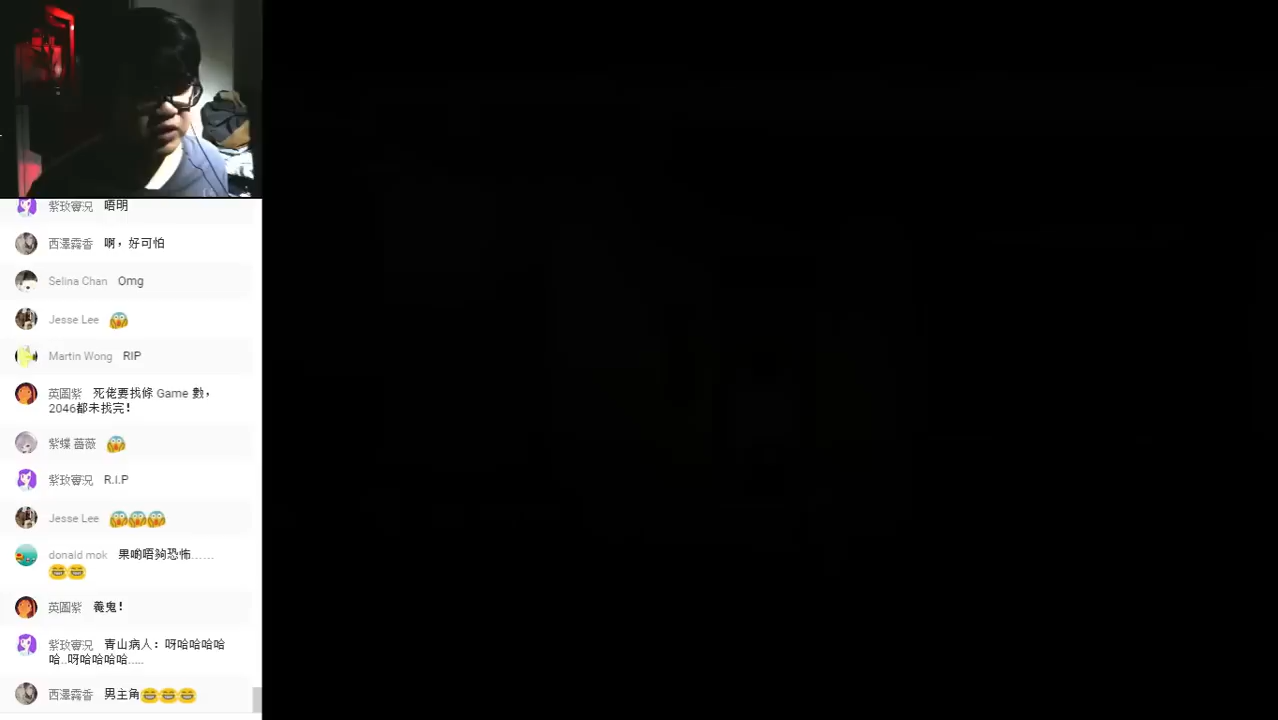 紫玫寗況 唔明
西澤霧香 啊，好可怕
Selina Chan Omg
Jesse Lee 😱
Martin Wong RIP
英圖紫 死佬要找條 Game 數，
2046都未找完！
紫蝶 薔薇 😱
紫玫寗況 R.I.P
Jesse Lee 😱😱😱
donald mok 果啲唔夠恐怖……
😂😂
英圖紫 養鬼！
紫玫寗況 青山病人：呀哈哈哈哈
哈..呀哈哈哈哈.....
西澤霧香 男主角😂😂😂